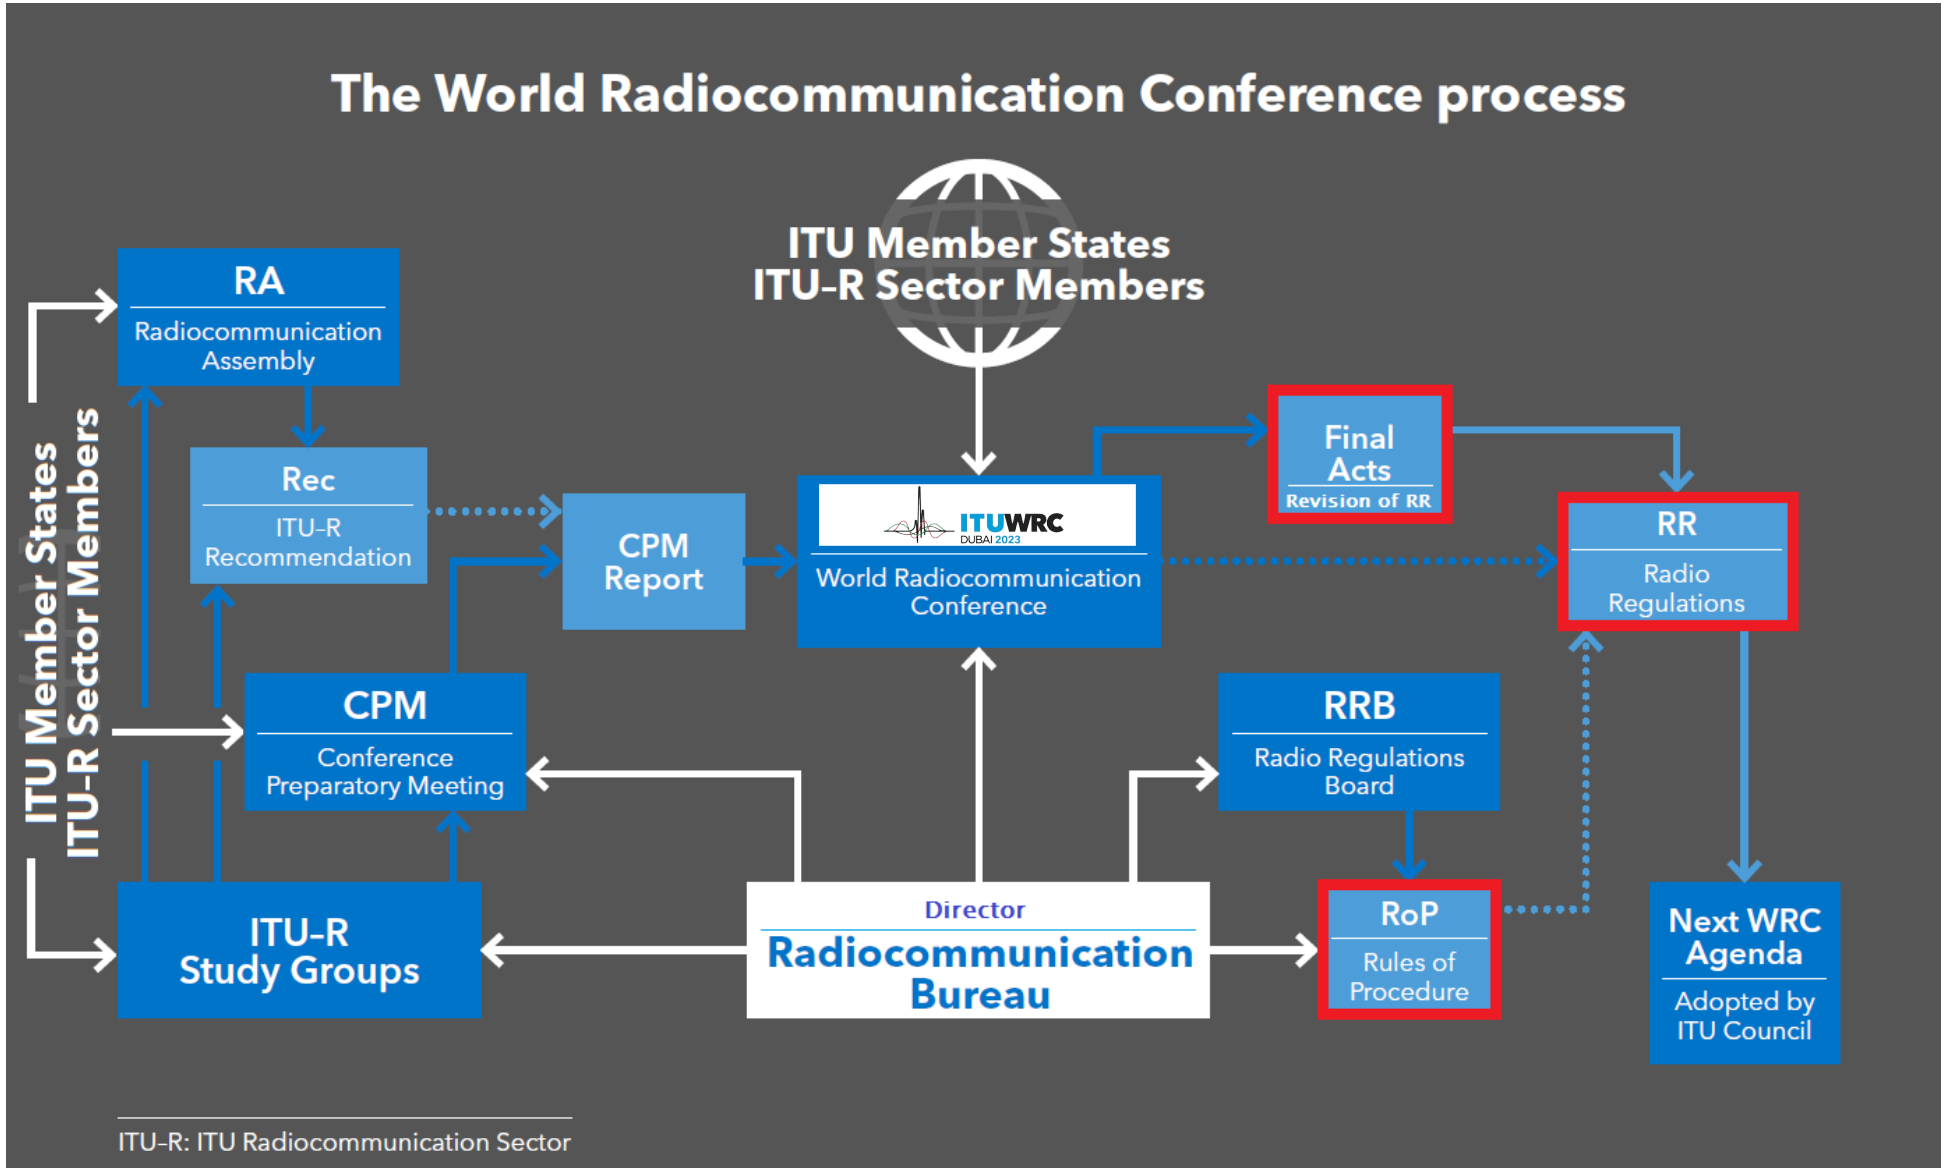 The World Radiocommunication Conference process
ITU Member States
ITU-R Sector Members
ITU Member States
ITU-R Sector Members
RA
Radiocommunication
Assembly
Rec
ITU-R
Recommendation
CPM
Report
ITUWRC
DUBAI 2023
World Radiocommunication
Conference
Final
Acts
Revision of RR
RR
Radio
Regulations
CPM
Conference
Preparatory Meeting
RRB
Radio Regulations
Board
ITU-R
Study Groups
Director
Radiocommunication
Bureau
RoP
Rules of
Procedure
Next WRC
Agenda
Adopted by
ITU Council
ITU-R: ITU Radiocommunication Sector